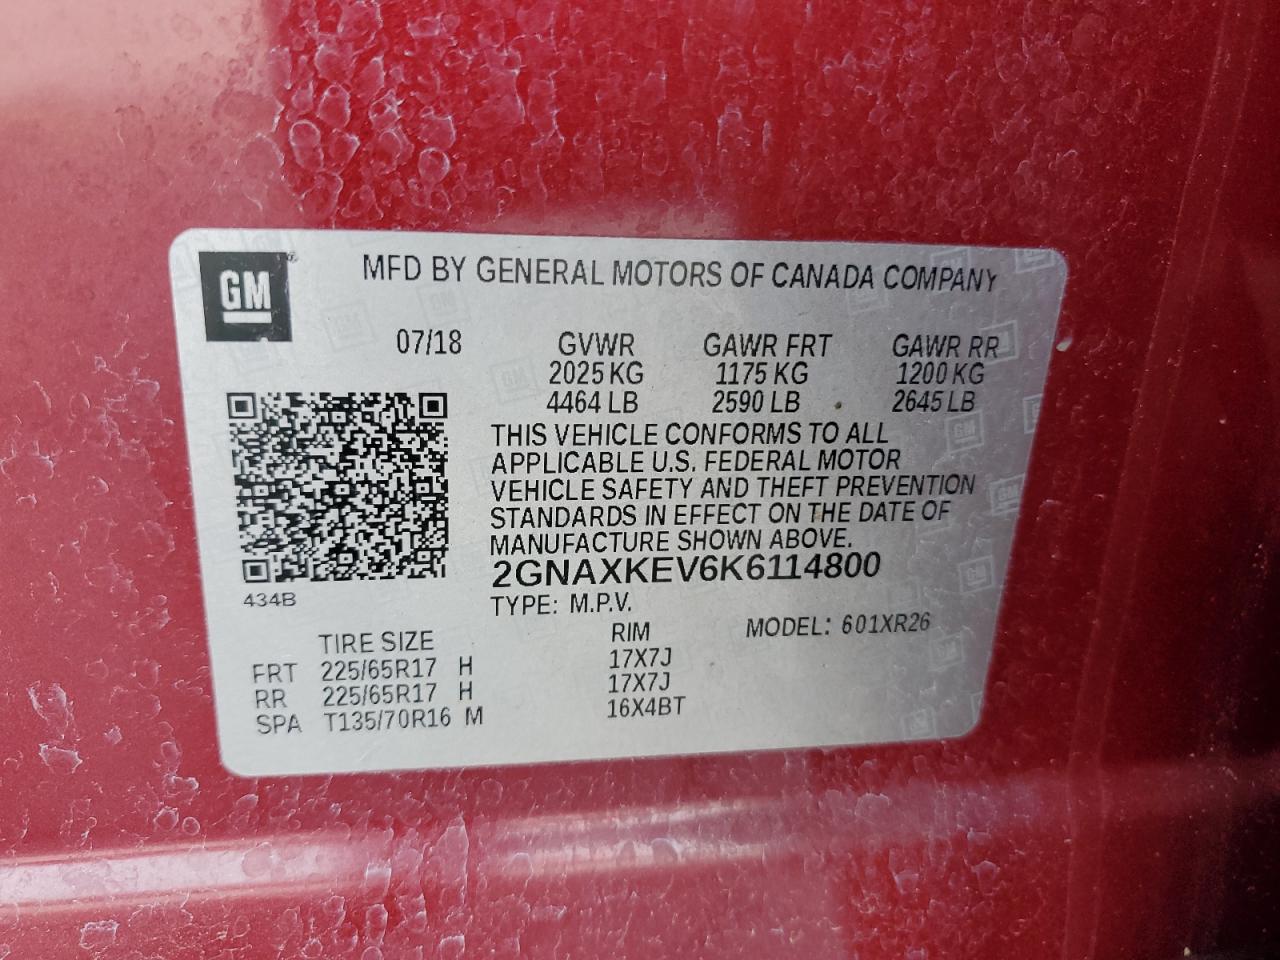 GM
MFD BY GENERAL MOTORS OF CANADA COMPANY
07/18 GVWR GAWR FRT GAWR RR
2025 KG 1175 KG 1200 KG
4464 LB 2590 LB 2645 LB
THIS VEHICLE CONFORMS TO ALL
APPLICABLE U.S. FEDERAL MOTOR
VEHICLE SAFETY AND THEFT PREVENTION
STANDARDS IN EFFECT ON THE DATE OF
MANUFACTURE SHOWN ABOVE.
2GNAXKEV6K6114800
434B
TYPE: M.P.V.
MODEL: 601XR26
TIRE SIZE RIM
FRT 225/65R17 H 17X7J
RR 225/65R17 H 17X7J
SPA T135/70R16 M 16X4BT